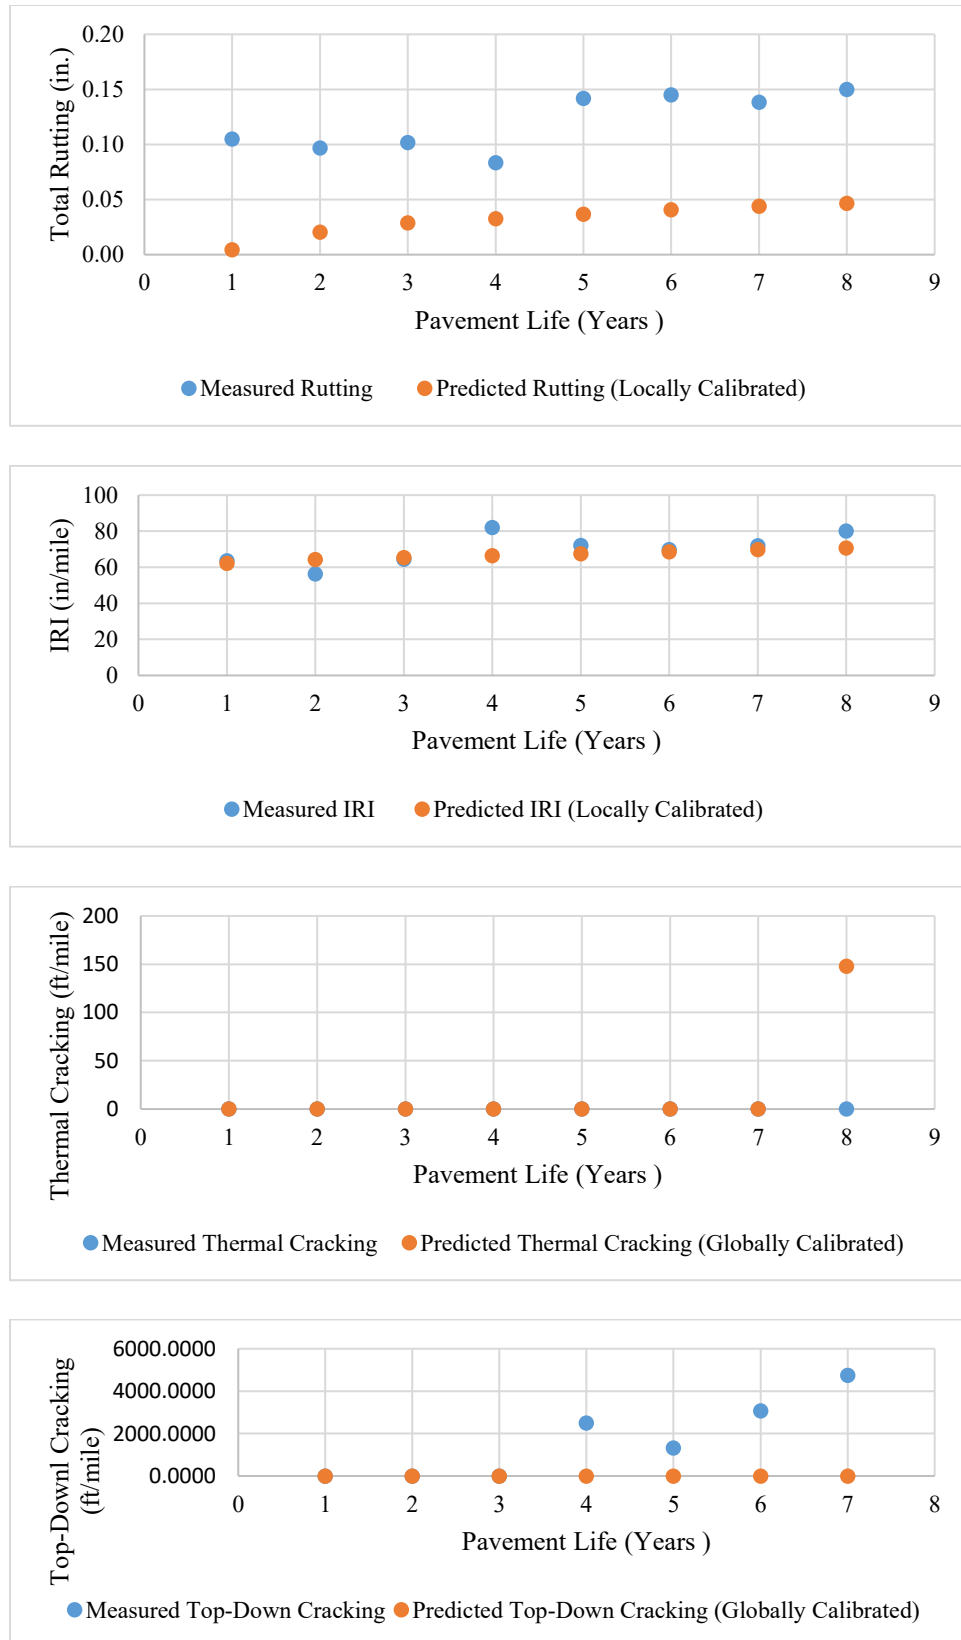 Total Rutting (in.)
0.20
0.15
0.10
0.05
0.00
0 1 2 3 4 5 6 7 8 9
Pavement Life (Years )
Measured Rutting Predicted Rutting (Locally Calibrated)
IRI (in/mile)
100
80
60
40
20
0
0 1 2 3 4 5 6 7 8 9
Pavement Life (Years )
Measured IRI Predicted IRI (Locally Calibrated)
Thermal Cracking (ft/mile)
200
150
100
50
0
0 1 2 3 4 5 6 7 8 9
Pavement Life (Years )
Measured Thermal Cracking Predicted Thermal Cracking (Globally Calibrated)
Top-Downl Cracking
(ft/mile)
6000.0000
4000.0000
2000.0000
0.0000
0 1 2 3 4 5 6 7 8
Pavement Life (Years )
Measured Top-Down Cracking Predicted Top-Down Cracking (Globally Calibrated)